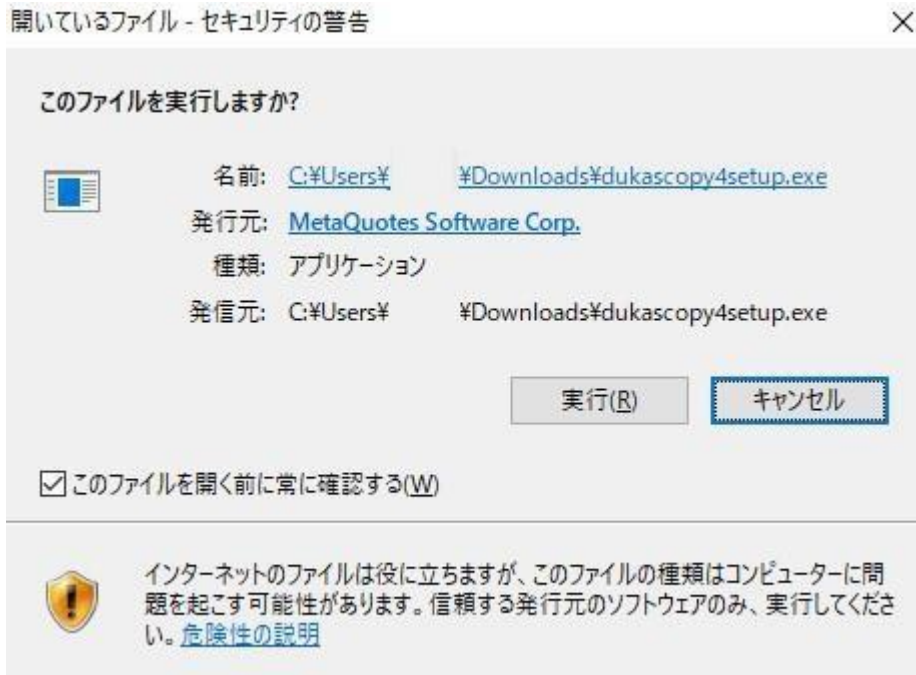 開いているファイル - セキュリティの警告
このファイルを実行しますか?
名前: C:¥Users¥ ¥Downloads¥dukascopy4setup.exe
発行元: MetaQuotes Software Corp.
種類: アプリケーション
発信元: C:¥Users¥ ¥Downloads¥dukascopy4setup.exe
実行(R) キャンセル
このファイルを開く前に常に確認する(W)
インターネットのファイルは役に立ちますが、このファイルの種類はコンピューターに問
題を起こす可能性があります。信頼する発行元のソフトウェアのみ、実行してくださ
い。危険性の説明